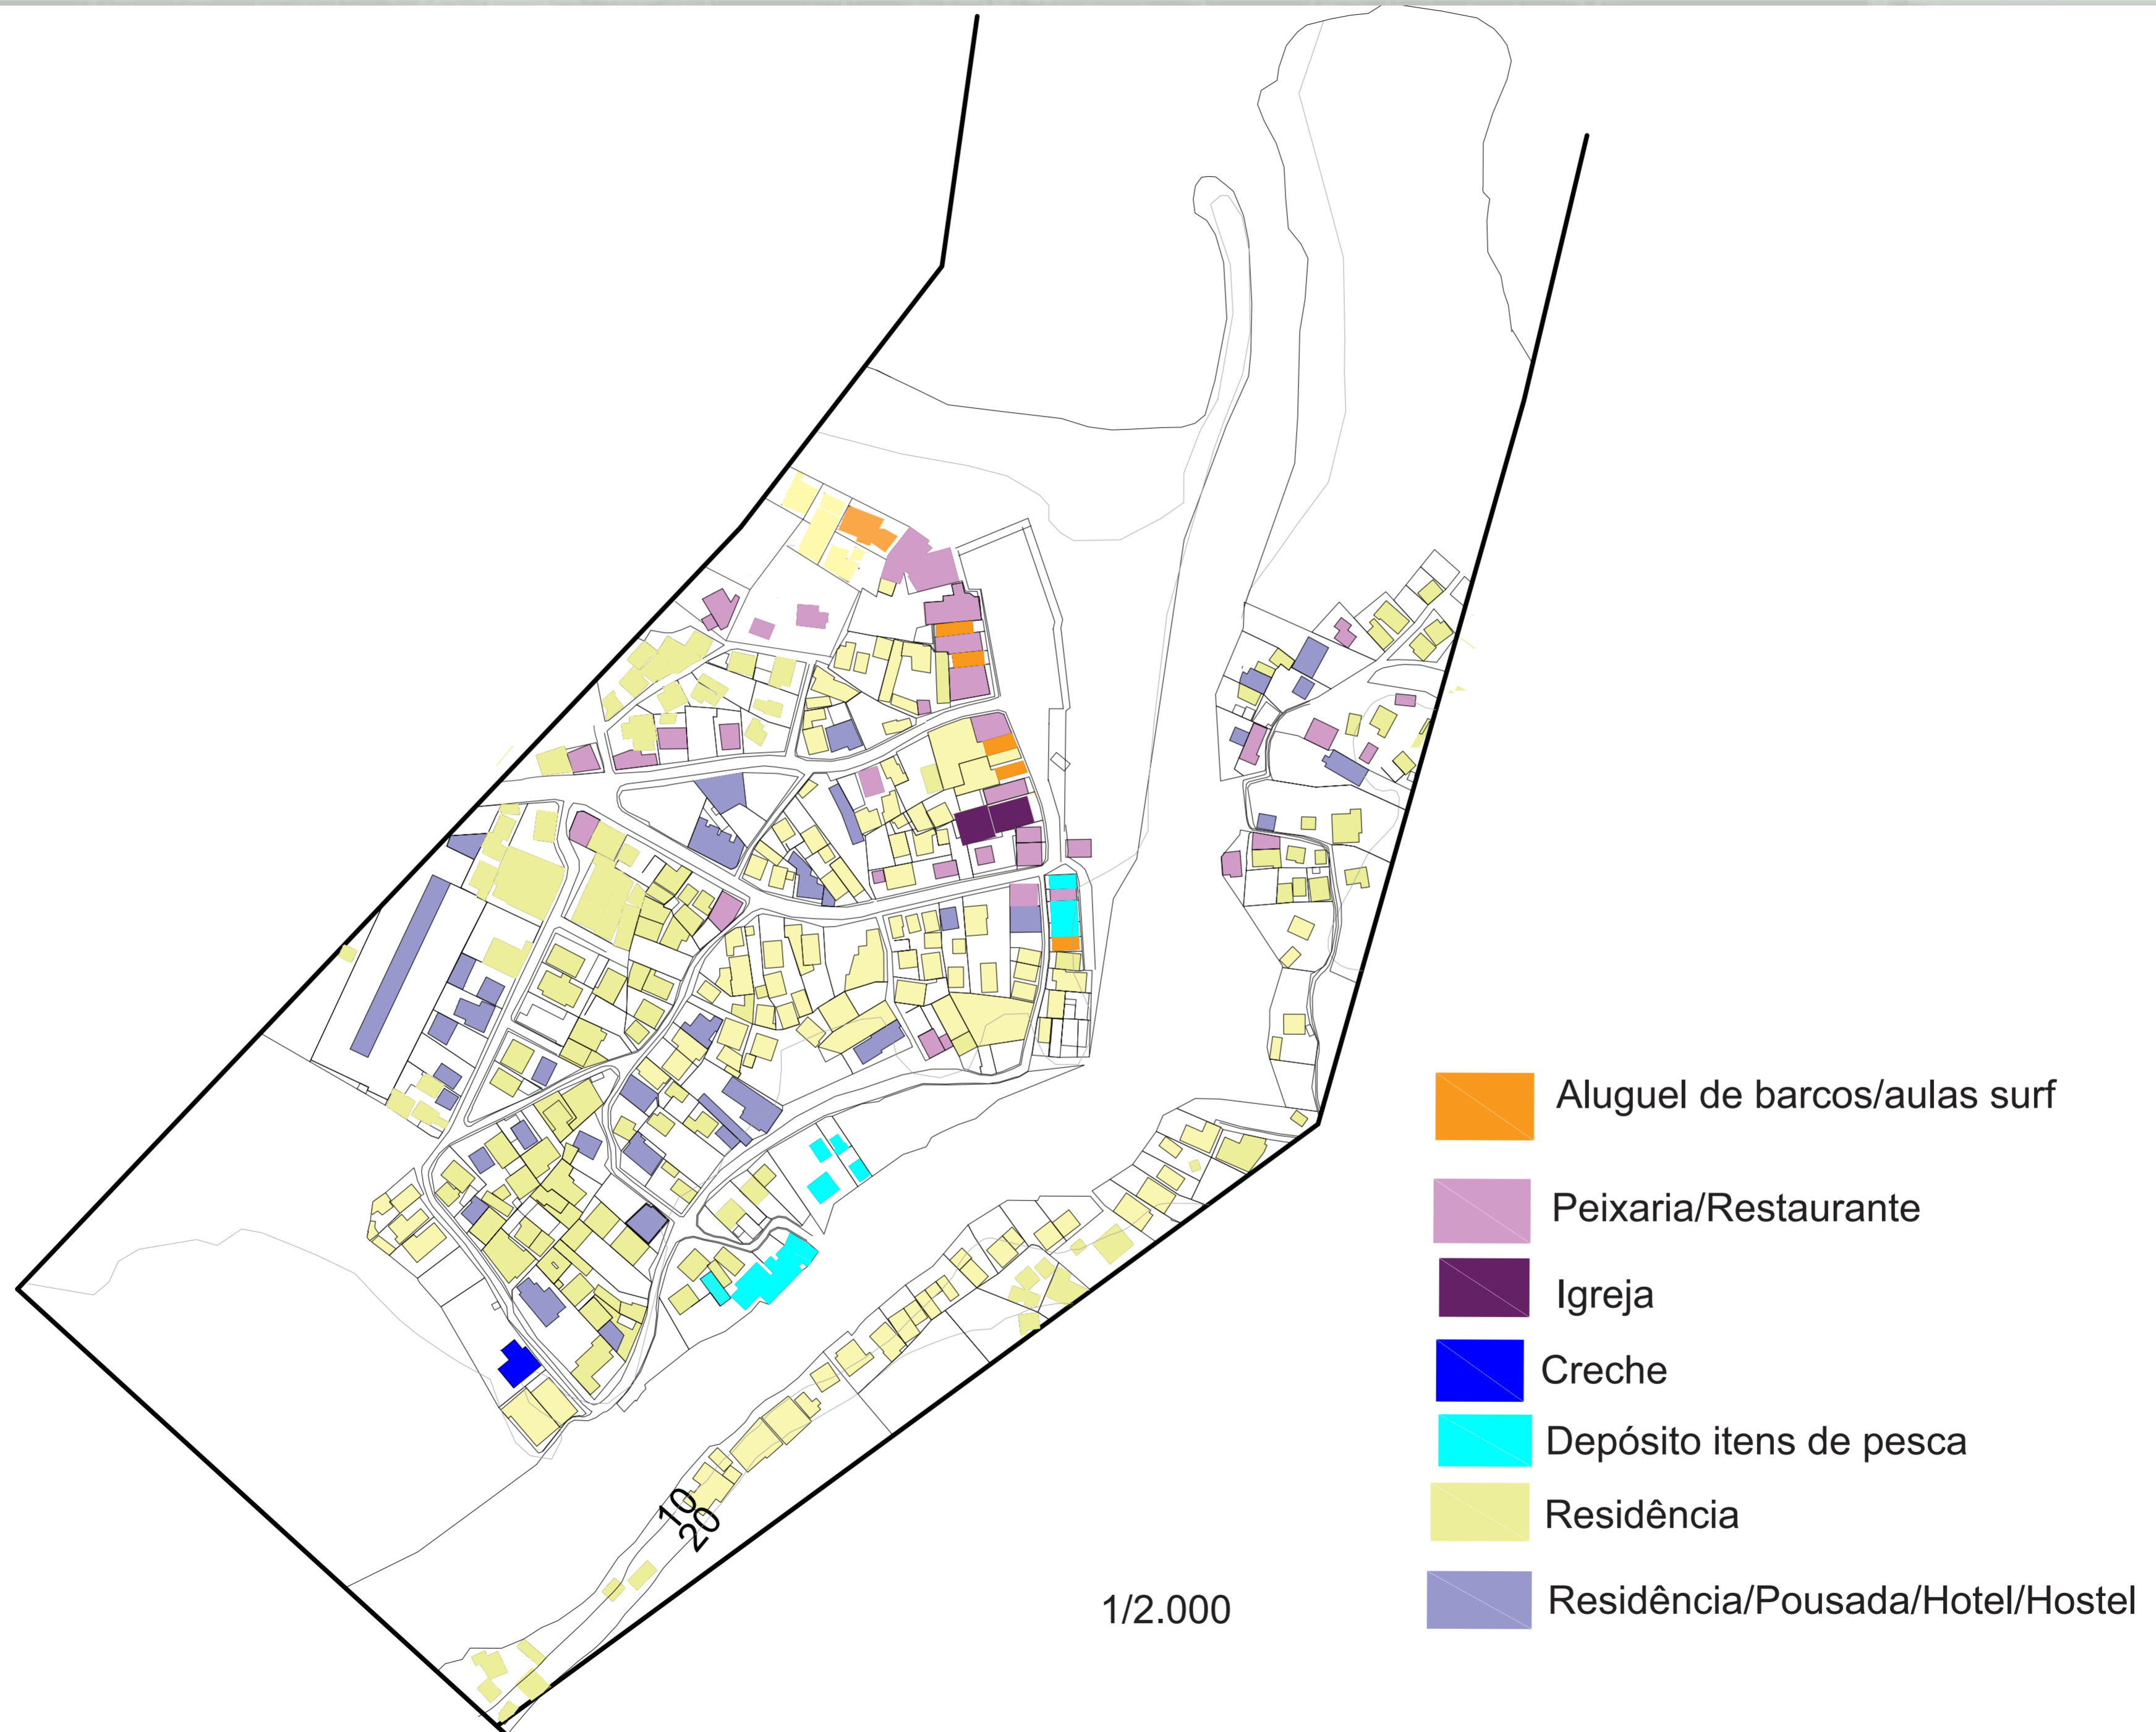 Aluguel de barcos/aulas surf
Peixaria/Restaurante
Igreja
Creche
Depósito itens de pesca
Residência
Residência/Pousada/Hotel/Hostel
10
20
1/2.000